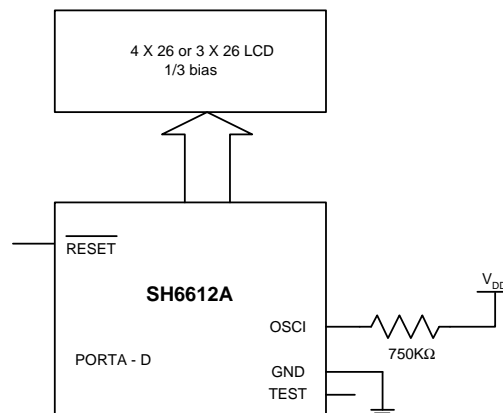 4 X 26 or 3 X 26 LCD
1/3 bias
RESET
SH6612A
V_DD
OSCI
750KΩ
PORTA - D
GND
TEST